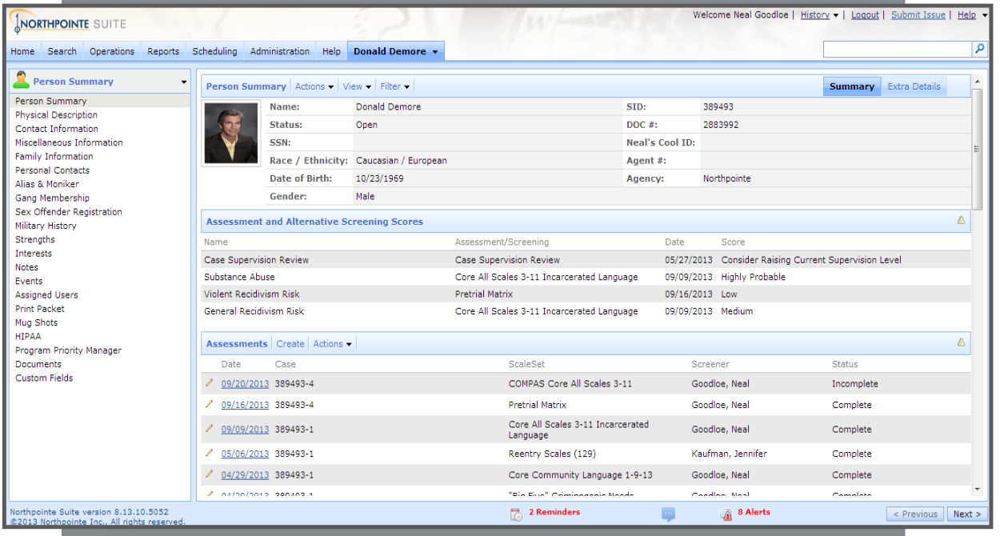 NORTHPOINTE SUITE
Welcome Neal Goodloe | History | Logout | Submit Issue | Help
Home Search Operations Reports Scheduling Administration Help Donald Demore
Person Summary
Person Summary
Physical Description
Contact Information
Miscellaneous Information
Family Information
Personal Contacts
Alias & Moniker
Gang Membership
Sex Offender Registration
Military History
Strengths
Interests
Notes
Events
Assigned Users
Print Packet
Mug Shots
HIPAA
Program Priority Manager
Documents
Custom Fields
Person Summary Actions View Filter Summary Extra Details
Name: Donald Demore SID: 389493
Status: Open DOC #: 2883992
SSN: Neal's Cool ID:
Race / Ethnicity: Caucasian / European Agent #:
Date of Birth: 10/23/1969 Agency: Northpointe
Gender: Male
Assessment and Alternative Screening Scores
Name Assessment/Screening Date Score
Case Supervision Review Case Supervision Review 05/27/2013 Consider Raising Current Supervision Level
Substance Abuse Core All Scales 3-11 Incarcerated Language 09/09/2013 Highly Probable
Violent Recidivism Risk Pretrial Matrix 09/16/2013 Low
General Recidivism Risk Core All Scales 3-11 Incarcerated Language 09/09/2013 Medium
Assessments Create Actions
Date Case ScaleSet Screener Status
09/20/2013 389493-4 COMPAS Core All Scales 3-11 Goodloe, Neal Incomplete
09/16/2013 389493-4 Pretrial Matrix Goodloe, Neal Complete
09/09/2013 389493-1 Core All Scales 3-11 Incarcerated Language Goodloe, Neal Complete
05/06/2013 389493-1 Reentry Scales (129) Kaufman, Jennifer Complete
04/29/2013 389493-1 Core Community Language 1-9-13 Goodloe, Neal Complete
04/29/2013 389493-1 "Big Five" Criminogenic Needs Goodloe, Neal Complete
Northpointe Suite version 8.13.10.5052
©2013 Northpointe Inc., All rights reserved.
2 Reminders 8 Alerts < Previous Next >